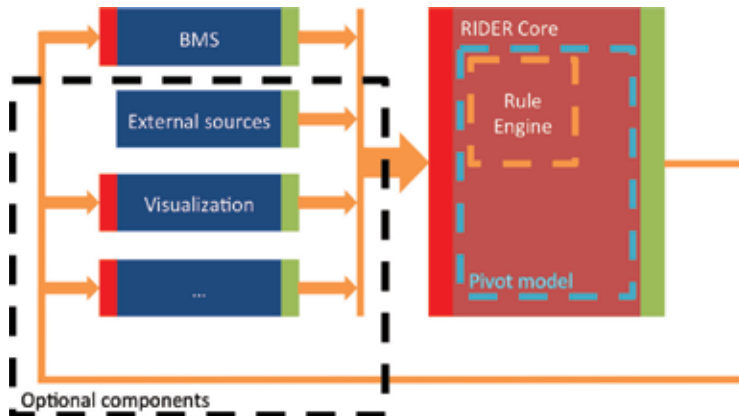 BMS
External sources
Visualization
...
Optional components
RIDER Core
Rule
Engine
Pivot model